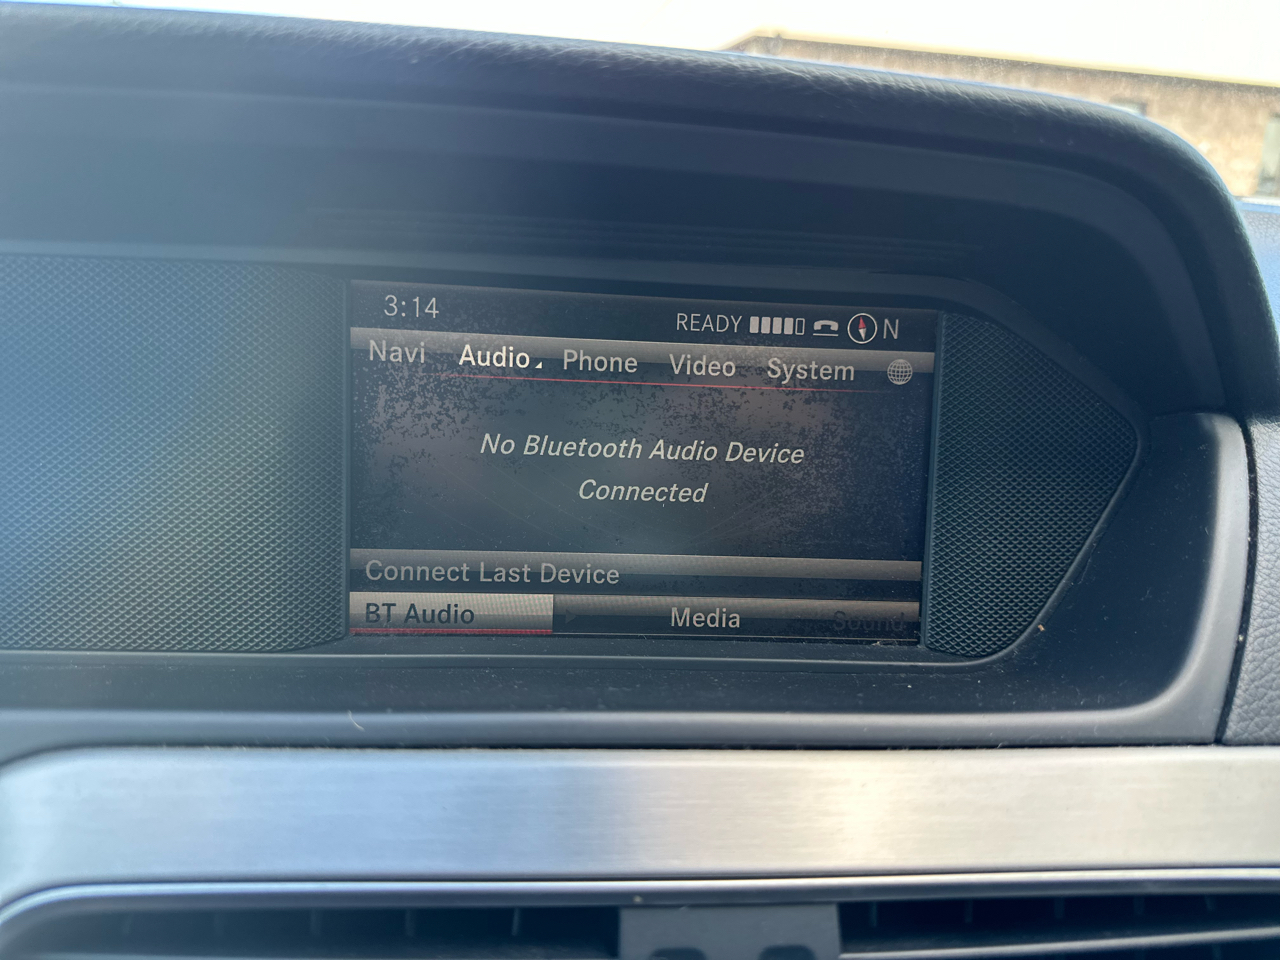 3:14
READY N
Navi Audio Phone Video System
No Bluetooth Audio Device
Connected
Connect Last Device
BT Audio Media Sound